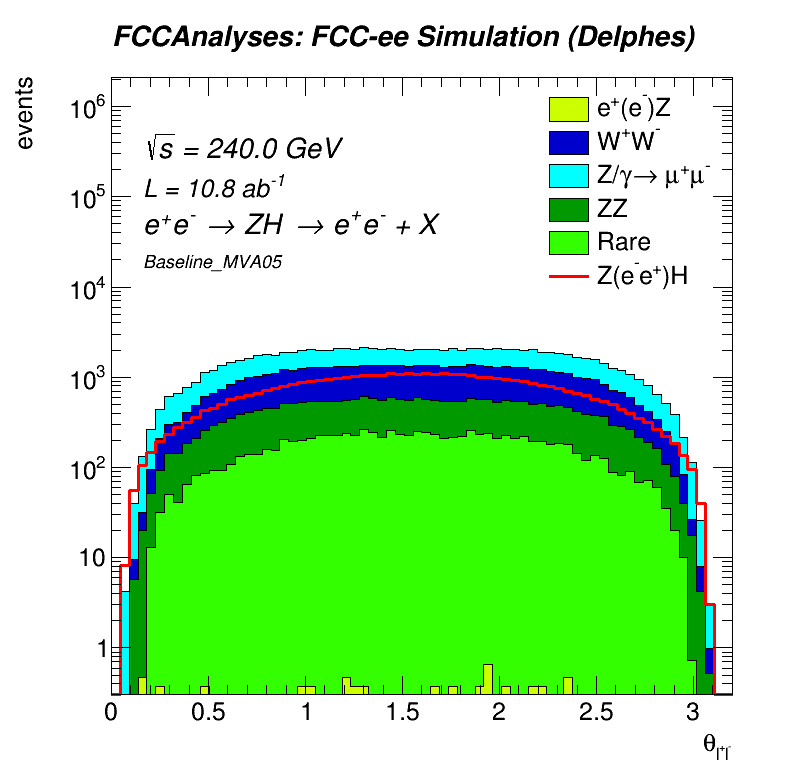 FCCAnalyses: FCC-ee Simulation (Delphes)
events
√s = 240.0 GeV
L = 10.8 ab⁻¹
e⁺e⁻ → ZH → e⁺e⁻ + X
Baseline_MVA05
e⁺(e⁻)Z
W⁺W⁻
Z/γ→ μ⁺μ⁻
ZZ
Rare
Z(e⁻e⁺)H
10⁶
10⁵
10⁴
10³
10²
10
1
0 0.5 1 1.5 2 2.5 3
θ_l⁺l⁻